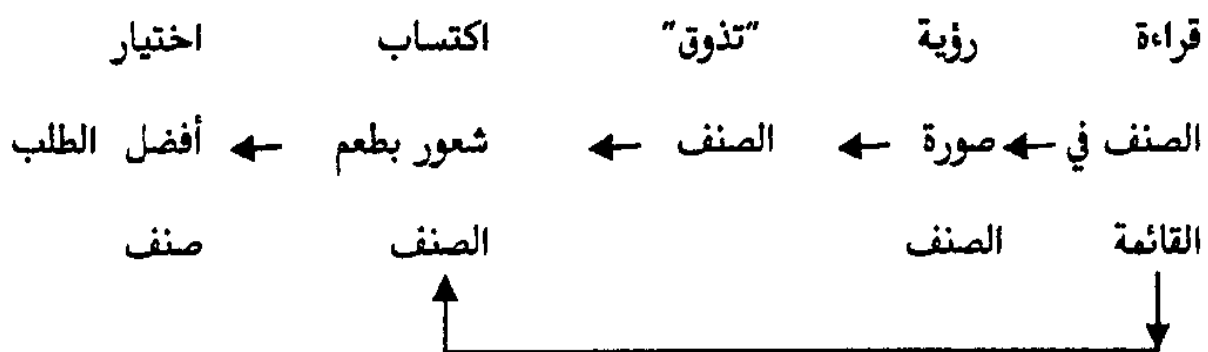 قراءة رؤية "تذوق" اكتساب اختيار
الصنف في صورة الصنف شعور بطعم أفضل الطلب
القائمة الصنف الصنف صنف